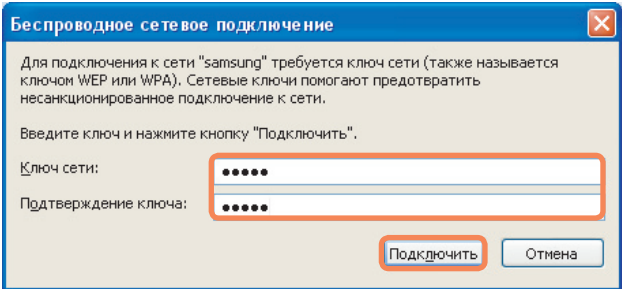 Беспроводное сетевое подключение
Для подключения к сети "samsung" требуется ключ сети (также называется
ключом WEP или WPA). Сетевые ключи помогают предотвратить
несанкционированное подключение к сети.
Введите ключ и нажмите кнопку "Подключить".
Ключ сети: •••••
Подтверждение ключа: •••••
Подключить Отмена